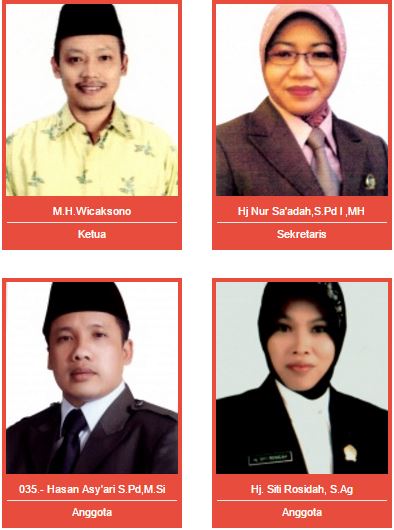 M.H.Wicaksono
Ketua
Hj Nur Sa'adah,S.Pd I ,MH
Sekretaris
035.- Hasan Asy'ari S.Pd,M.Si
Anggota
Hj. Siti Rosidah, S.Ag
Anggota